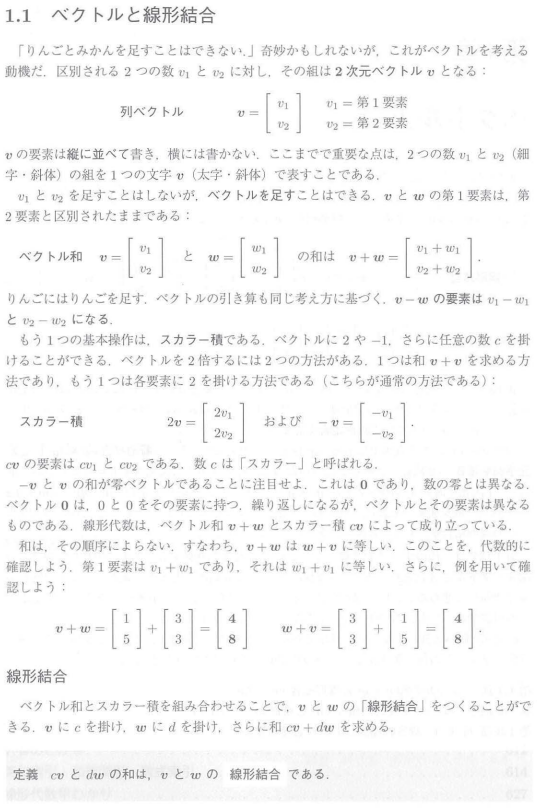 1.1 ベクトルと線形結合
「りんごとみかんを足すことはできない.」奇妙かもしれないが，これがベクトルを考える
動機だ．区別される 2 つの数 v₁ と v₂ に対し，その組は 2 次元ベクトル v となる：
列ベクトル v = [ v₁ v₂ ] v₁ = 第 1 要素 v₂ = 第 2 要素
v の要素は縦に並べて書き，横には書かない．ここまでで重要な点は，2 つの数 v₁ と v₂（細
字・斜体）の組を 1 つの文字 v（太字・斜体）で表すことである．
v₁ と v₂ を足すことはしないが，ベクトルを足すことはできる．v と w の第 1 要素は，第
2 要素と区別されたままである：
ベクトル和 v = [ v₁ v₂ ] と w = [ w₁ w₂ ] の和は v + w = [ v₁ + w₁ v₂ + w₂ ] .
りんごにはりんごを足す．ベクトルの引き算も同じ考え方に基づく．v − w の要素は v₁ − w₁
と v₂ − w₂ になる．
もう 1 つの基本操作は，スカラー積である．ベクトルに 2 や −1，さらに任意の数 c を掛
けることができる．ベクトルを 2 倍するには 2 つの方法がある．1 つは和 v + v を求める方
法であり，もう 1 つは各要素に 2 を掛ける方法である（こちらが通常の方法である）：
スカラー積 2v = [ 2v₁ 2v₂ ] および −v = [ −v₁ −v₂ ] .
cv の要素は cv₁ と cv₂ である．数 c は「スカラー」と呼ばれる．
−v と v の和が零ベクトルであることに注目せよ．これは 0 であり，数の零とは異なる．
ベクトル 0 は，0 と 0 をその要素に持つ．繰り返しになるが，ベクトルとその要素は異なる
ものである．線形代数は，ベクトル和 v + w とスカラー積 cv によって成り立っている．
和は，その順序によらない．すなわち，v + w は w + v に等しい．このことを，代数的に
確認しよう．第 1 要素は v₁ + w₁ であり，それは w₁ + v₁ に等しい．さらに，例を用いて確
認しよう：
v + w = [ 1 5 ] + [ 3 3 ] = [ 4 8 ] w + v = [ 3 3 ] + [ 1 5 ] = [ 4 8 ] .
線形結合
ベクトル和とスカラー積を組み合わせることで，v と w の「線形結合」をつくることがで
きる．v に c を掛け，w に d を掛け，さらに和 cv + dw を求める．
定義 cv と dw の和は，v と w の 線形結合 である．